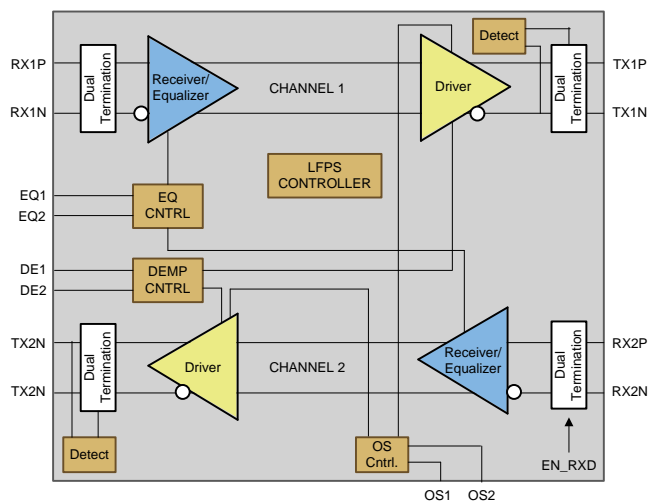 Detect
RX1P
Dual
Termination
Receiver/
Equalizer
CHANNEL 1
Driver
Dual
Termination
TX1P
RX1N
TX1N
LFPS
CONTROLLER
EQ1
EQ2
EQ
CNTRL
DE1
DE2
DEMP
CNTRL
TX2N
Dual
Termination
Driver
CHANNEL 2
Receiver/
Equalizer
Dual
Termination
RX2P
TX2N
RX2N
Detect
OS
Cntrl.
EN_RXD
OS1
OS2